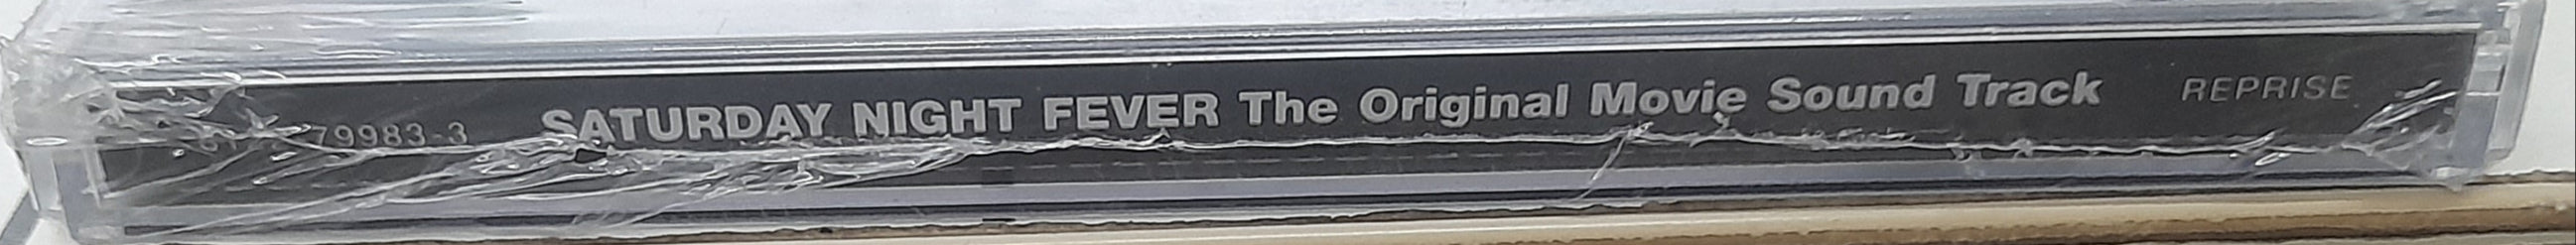 79983-3 SATURDAY NIGHT FEVER The Original Movie Sound Track REPRISE